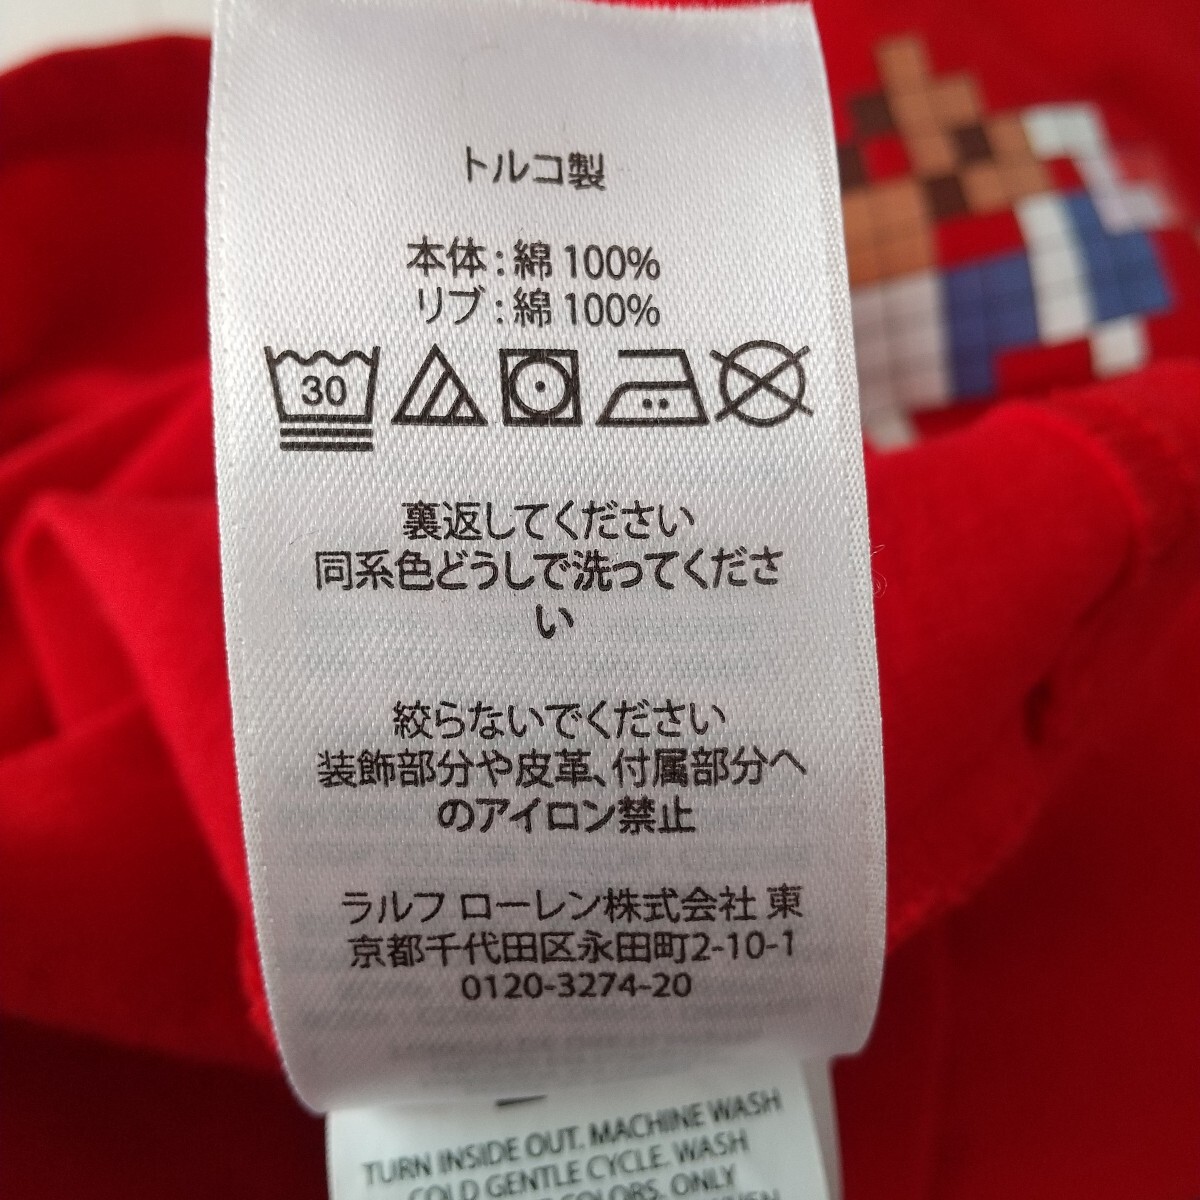 トルコ製
本体 : 綿 100%
リブ : 綿 100%
30
裏返してください
同系色どうしで洗ってくださ
い
絞らないでください
装飾部分や皮革、付属部分へ
のアイロン禁止
ラルフ ローレン株式会社 東
京都千代田区永田町2-10-1
0120-3274-20
TURN INSIDE OUT. MACHINE WASH
COLD GENTLE CYCLE. WASH
COLORS. ONLY